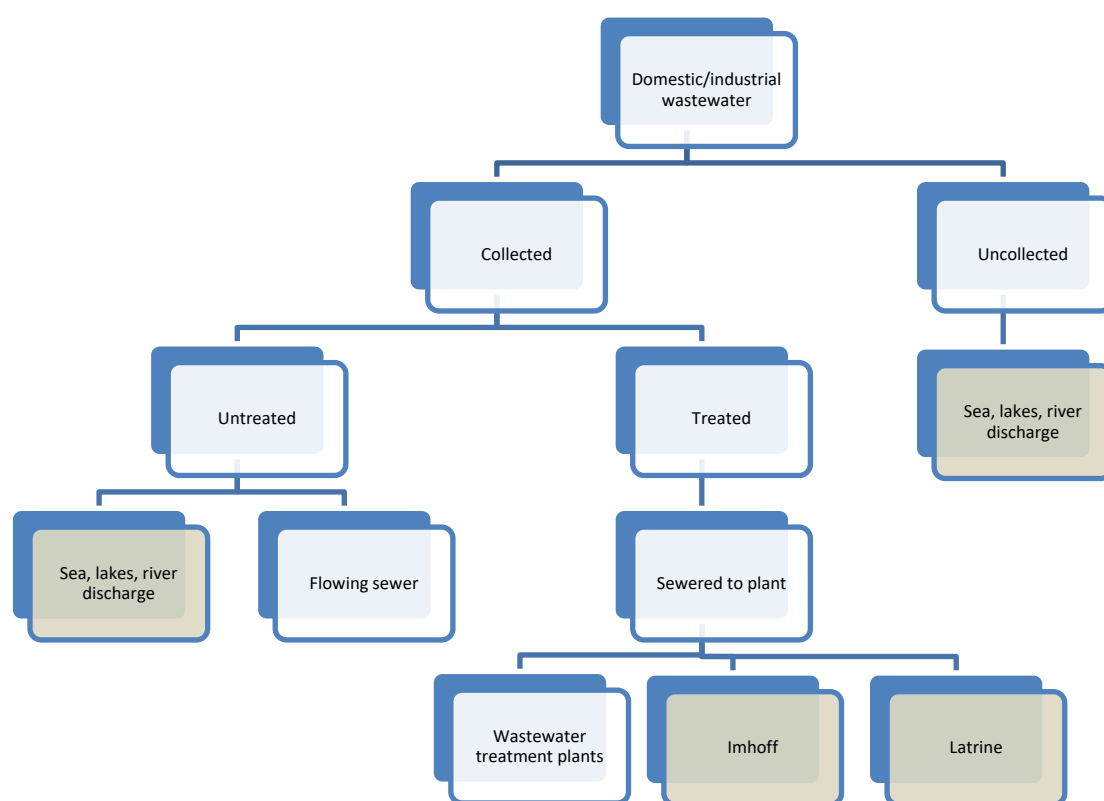 Domestic/industrial
wastewater
Collected
Uncollected
Untreated
Treated
Sea, lakes, river
discharge
Sea, lakes, river
discharge
Flowing sewer
Sewered to plant
Wastewater
treatment plants
Imhoff
Latrine